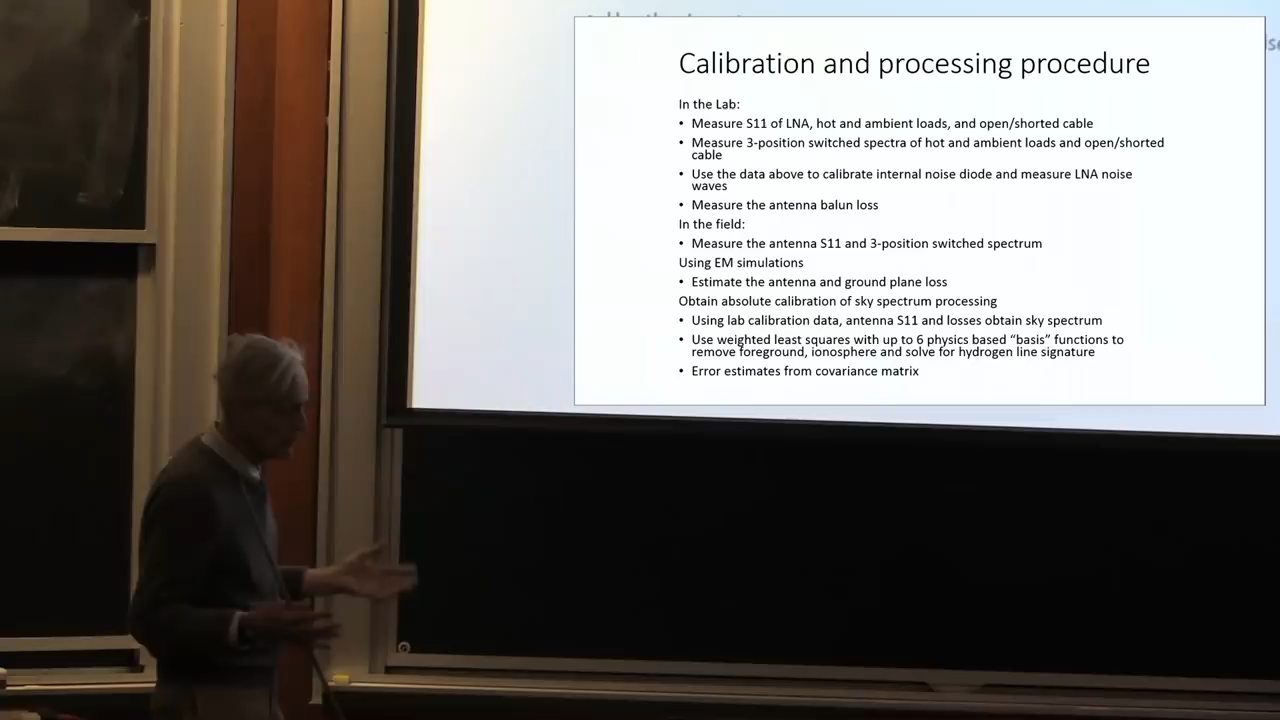 Calibration and processing procedure
In the Lab:
• Measure S11 of LNA, hot and ambient loads, and open/shorted cable
• Measure 3-position switched spectra of hot and ambient loads and open/shorted
cable
• Use the data above to calibrate internal noise diode and measure LNA noise
waves
• Measure the antenna balun loss
In the field:
• Measure the antenna S11 and 3-position switched spectrum
Using EM simulations
• Estimate the antenna and ground plane loss
Obtain absolute calibration of sky spectrum processing
• Using lab calibration data, antenna S11 and losses obtain sky spectrum
• Use weighted least squares with up to 6 physics based “basis” functions to
remove foreground, ionosphere and solve for hydrogen line signature
• Error estimates from covariance matrix